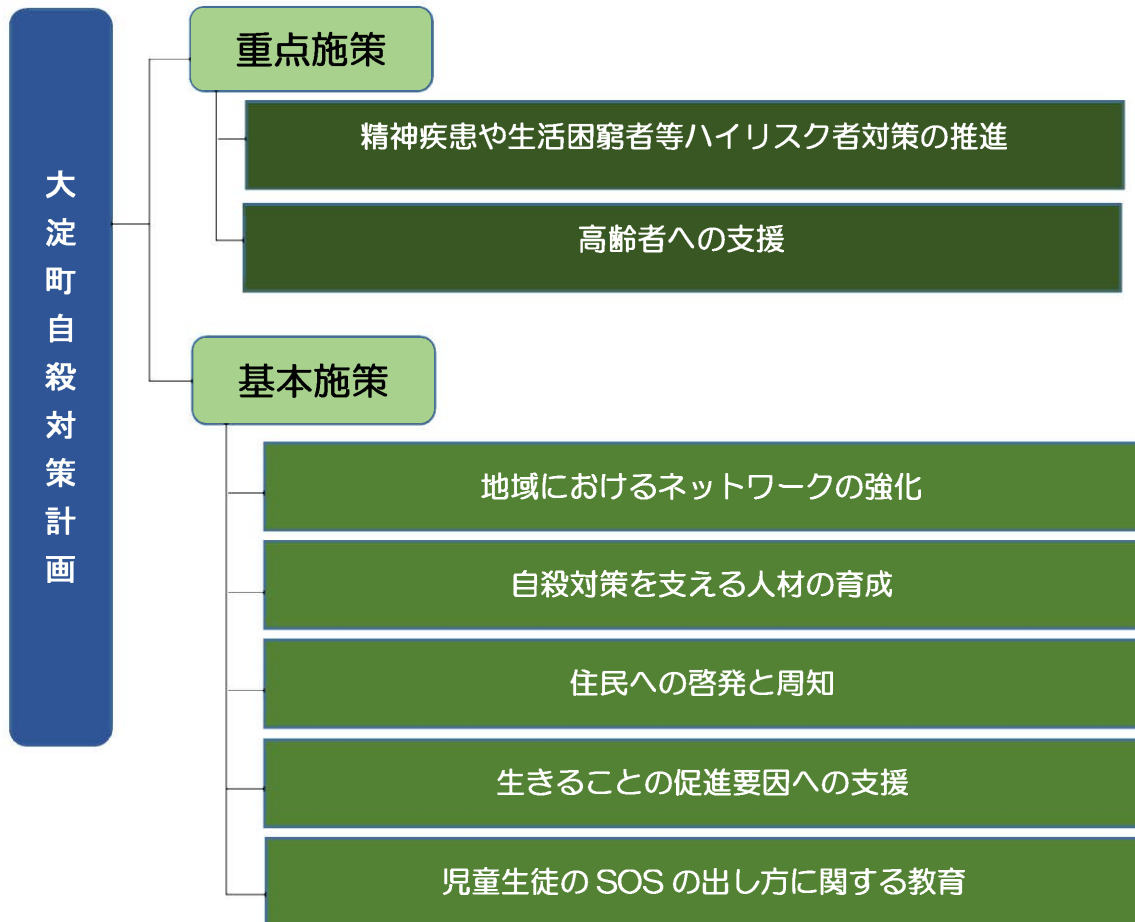 大淀町自殺対策計画
重点施策
精神疾患や生活困窮者等ハイリスク者対策の推進
高齢者への支援
基本施策
地域におけるネットワークの強化
自殺対策を支える人材の育成
住民への啓発と周知
生きることの促進要因への支援
児童生徒の SOS の出し方に関する教育